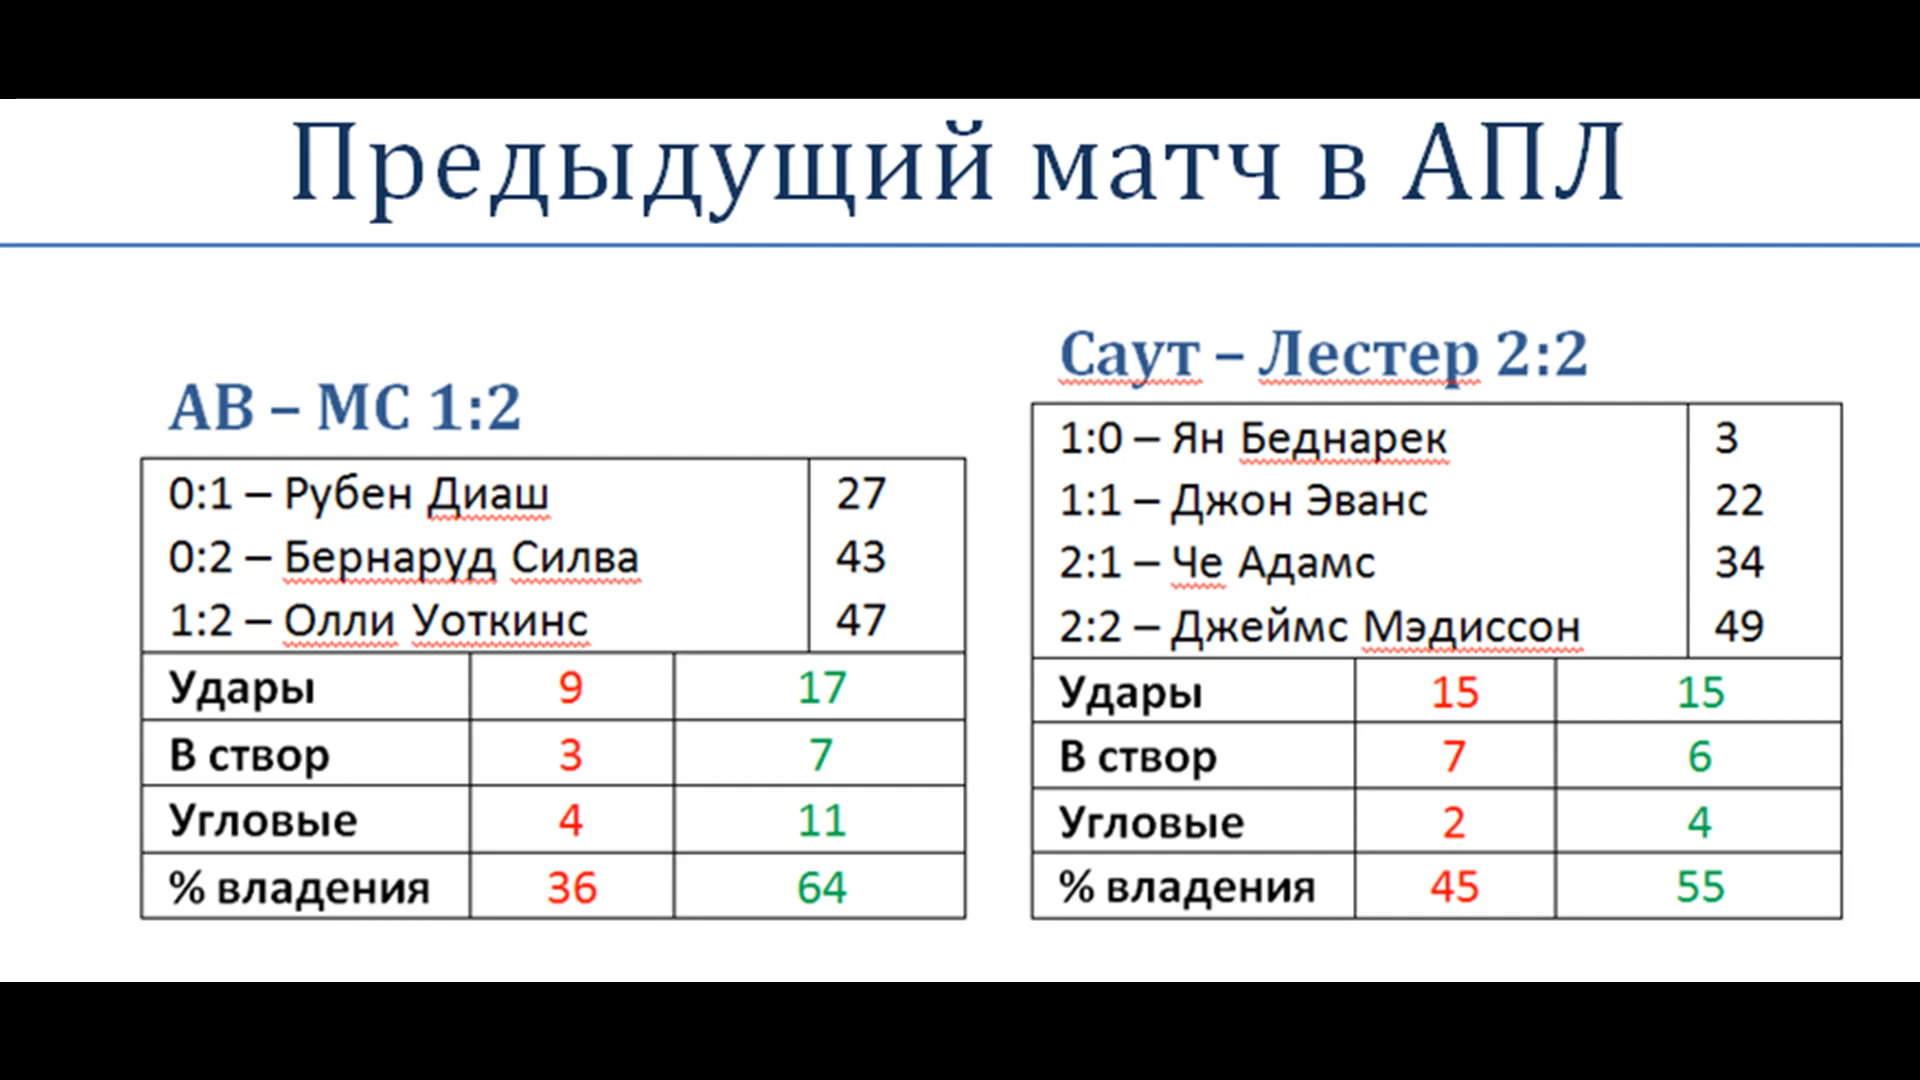 Предыдущий матч в АПЛ
АВ – МС 1:2
0:1 – Рубен Диаш 27
0:2 – Бернаруд Силва 43
1:2 – Олли Уоткинс 47
Удары 9 17
В створ 3 7
Угловые 4 11
% владения 36 64
Саут – Лестер 2:2
1:0 – Ян Беднарек 3
1:1 – Джон Эванс 22
2:1 – Че Адамс 34
2:2 – Джеймс Мэдиссон 49
Удары 15 15
В створ 7 6
Угловые 2 4
% владения 45 55